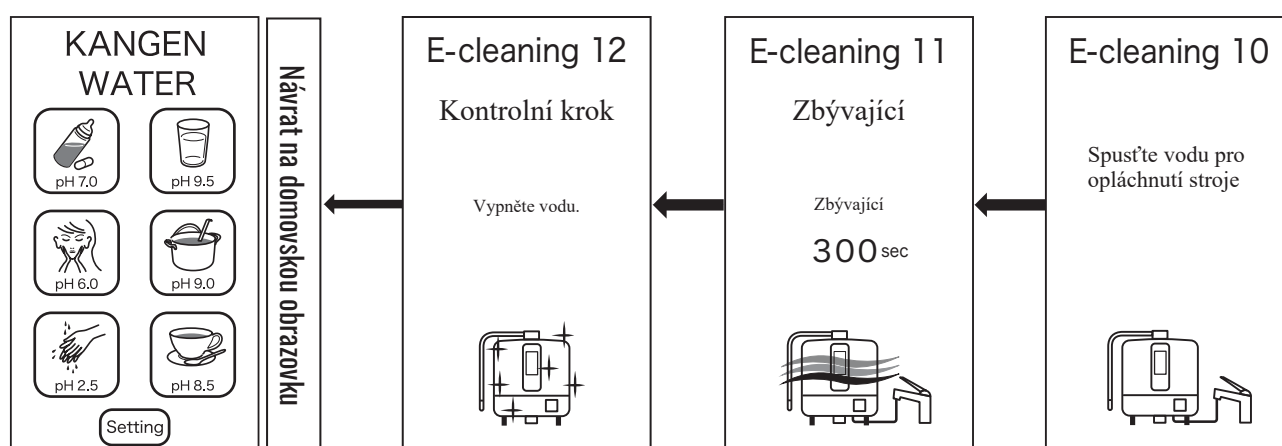 KANGEN
WATER
pH 7.0
pH 9.5
pH 6.0
pH 9.0
pH 2.5
pH 8.5
Setting
Návrat na domovskou obrazovku
E-cleaning 12
Kontrolní krok
Vypněte vodu.
E-cleaning 11
Zbývající
Zbývající
300 sec
E-cleaning 10
Spusťte vodu pro
opláchnutí stroje